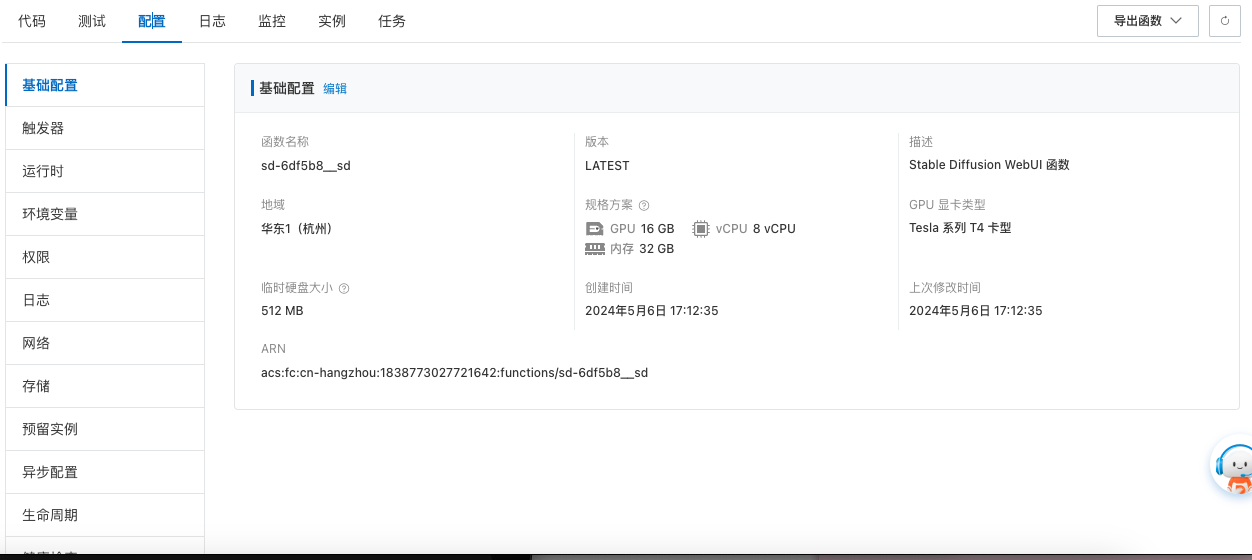 代码 测试 配置 日志 监控 实例 任务 导出函数
基础配置
触发器
运行时
环境变量
权限
日志
网络
存储
预留实例
异步配置
生命周期
基础配置 编辑
函数名称 版本 描述
sd-6df5b8__sd LATEST Stable Diffusion WebUI 函数
地域 规格方案 GPU 显卡类型
华东1（杭州） GPU 16 GB vCPU 8 vCPU Tesla 系列 T4 卡型
内存 32 GB
临时硬盘大小 创建时间 上次修改时间
512 MB 2024年5月6日 17:12:35 2024年5月6日 17:12:35
ARN
acs:fc:cn-hangzhou:1838773027721642:functions/sd-6df5b8__sd